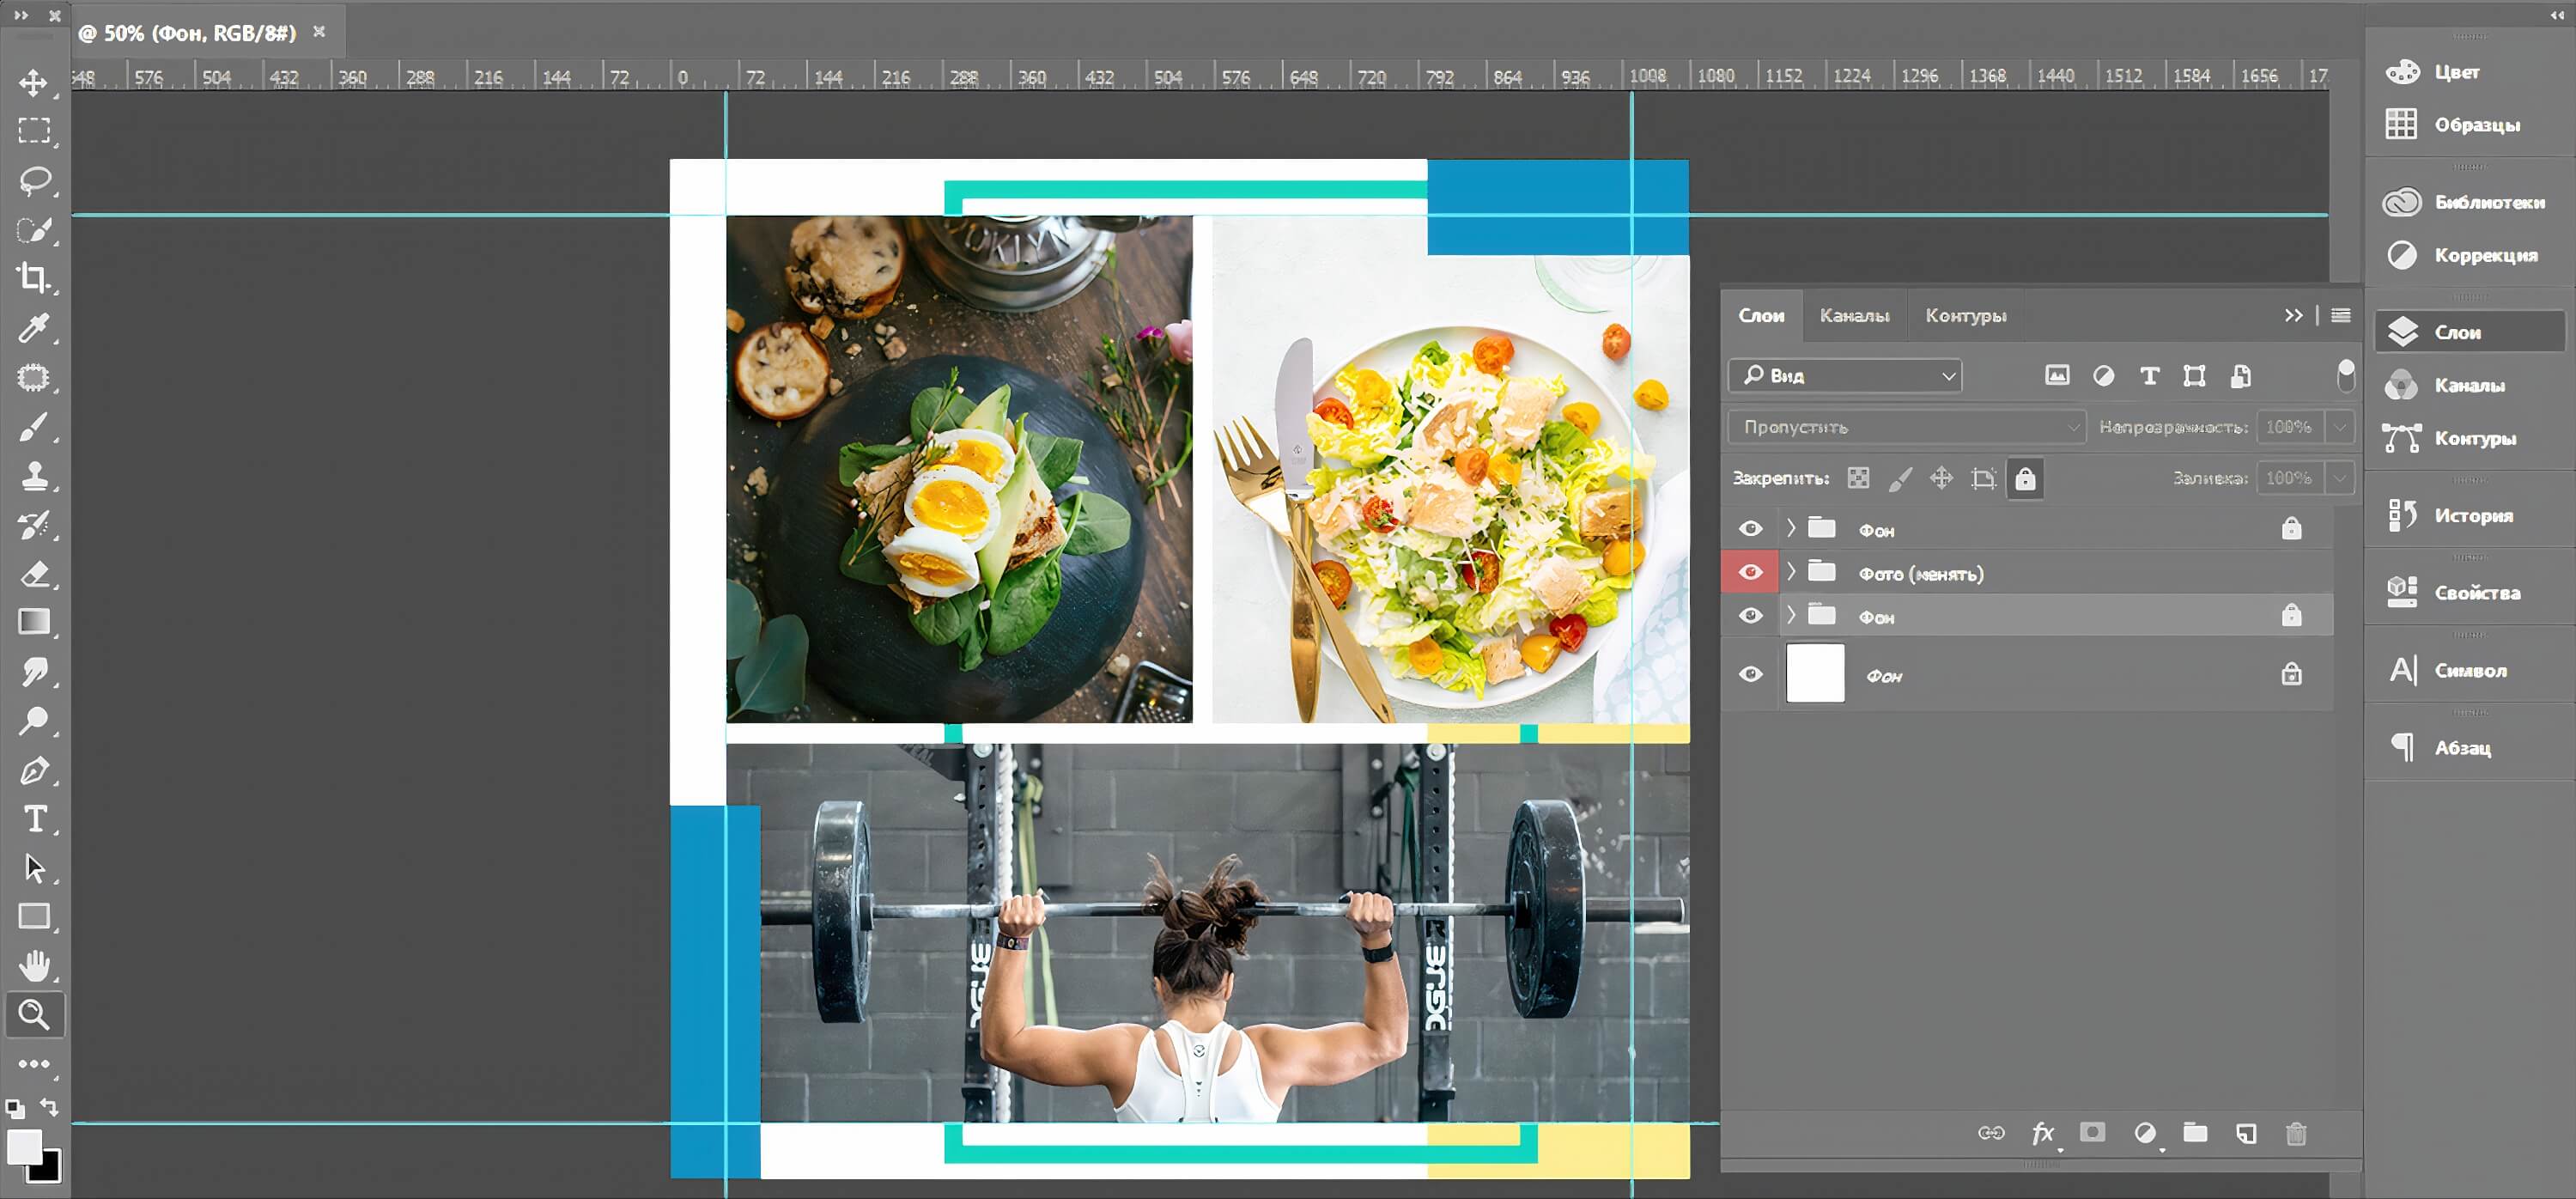 @ 50% (Фон, RGB/8#)
648 576 504 432 360 288 216 144 72 0 72 144 216 288 360 432 504 576 648 720 792 864 936 1008 1080 1152 1224 1296 1368 1440 1512 1584 1656 17
Цвет
Образцы
Библиотеки
Коррекция
Слои
Каналы
Контуры
История
Свойства
Символ
Абзац
Слои Каналы Контуры
Вид
Пропустить Непрозрачность: 100%
Закрепить: Заливка: 100%
Фон
Фото (менять)
Фон
Фон
fx